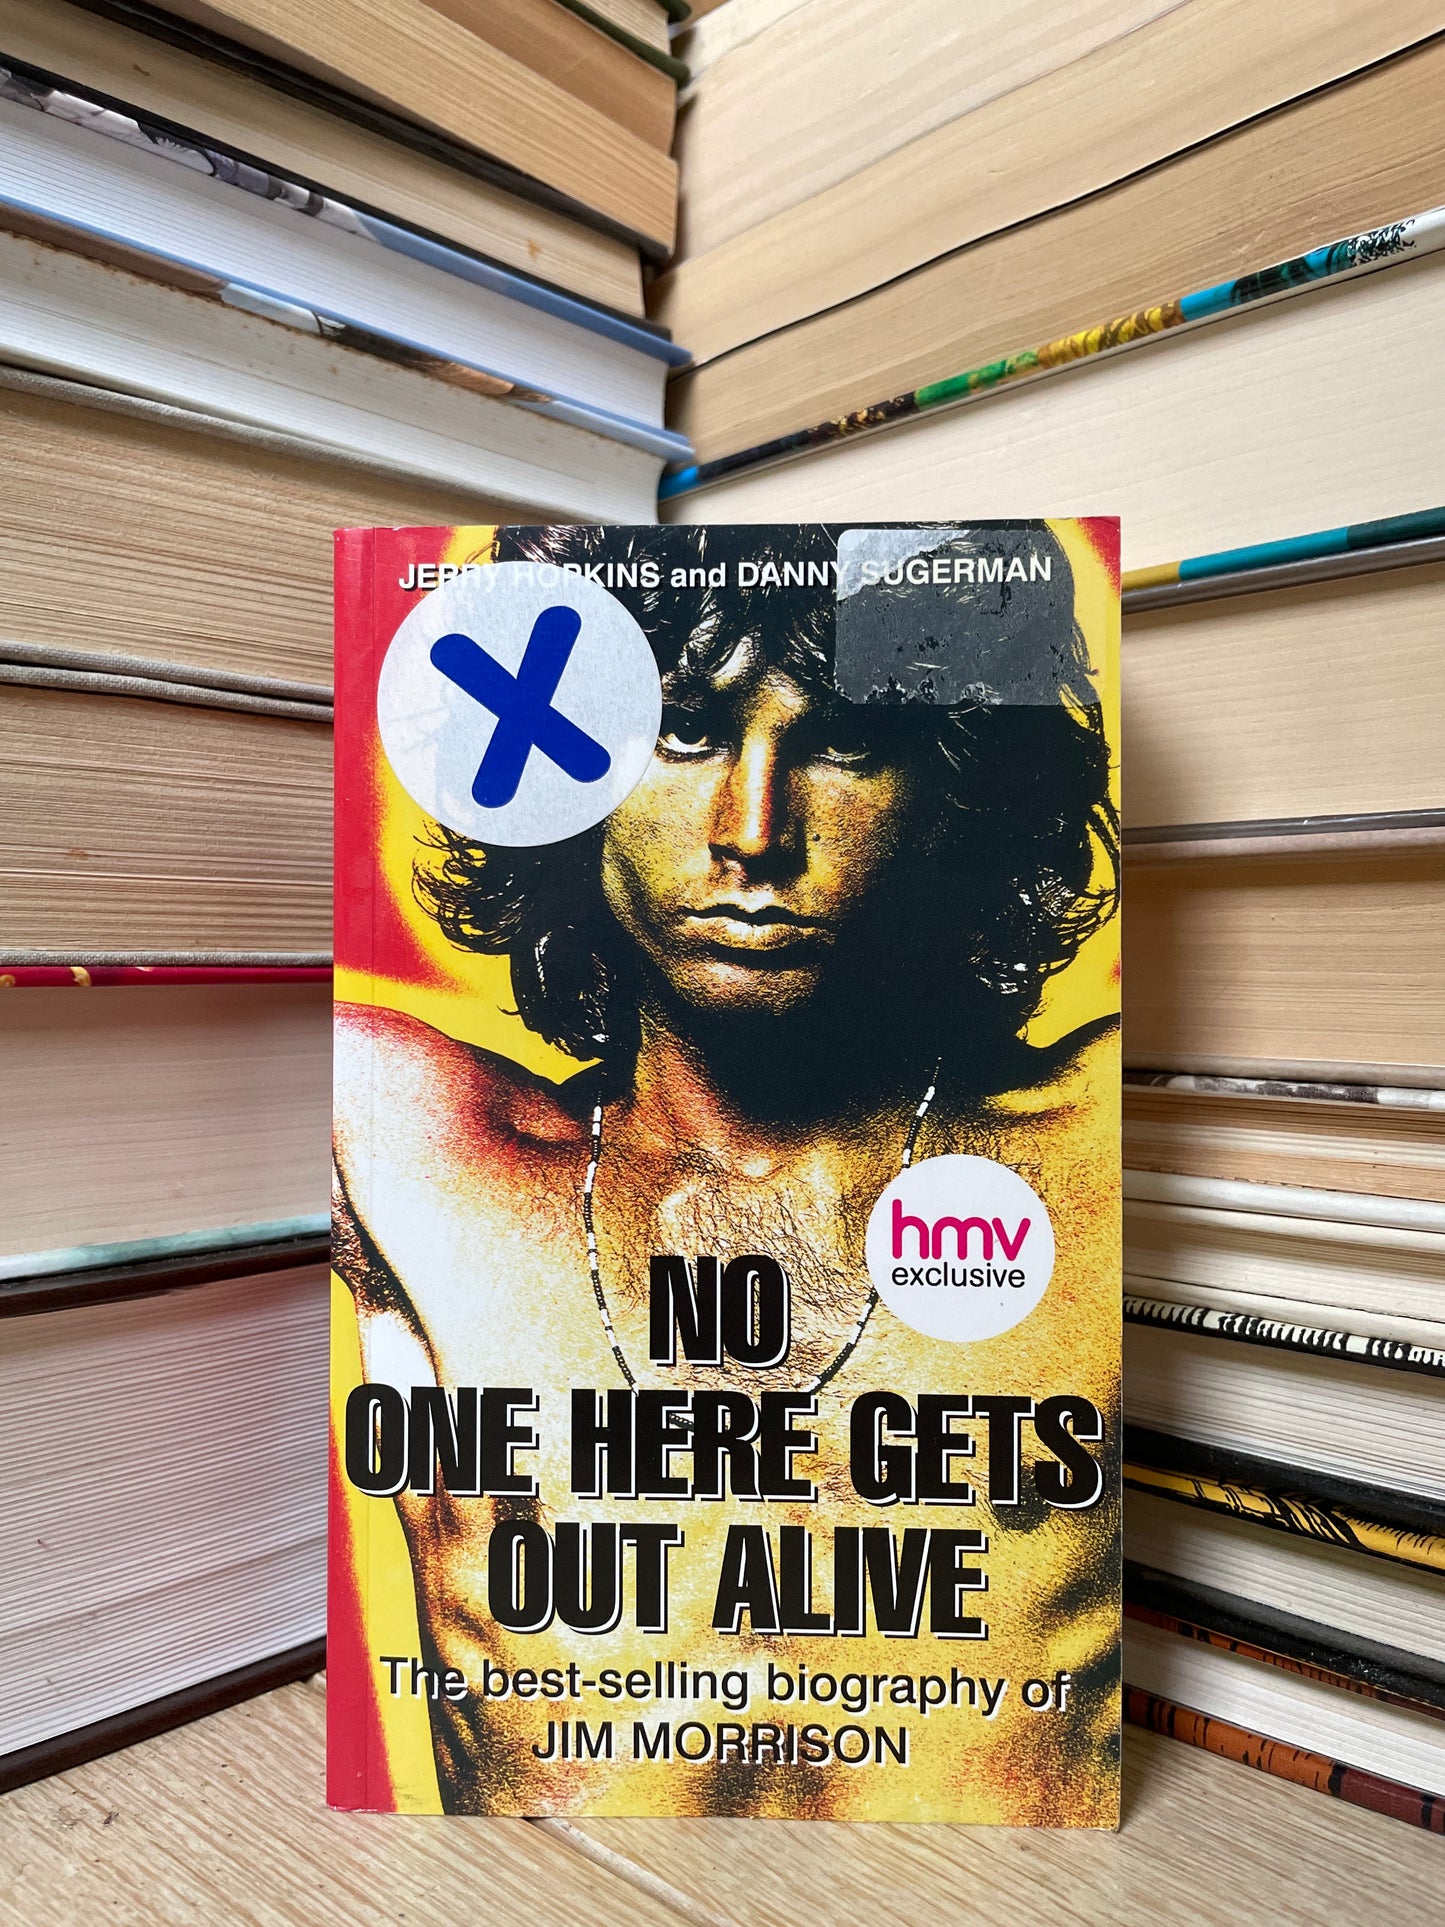 JERRY HOPKINS and DANNY SUGERMAN
X
hmv
exclusive
NO
ONE HERE GETS
OUT ALIVE
The best-selling biography of
JIM MORRISON